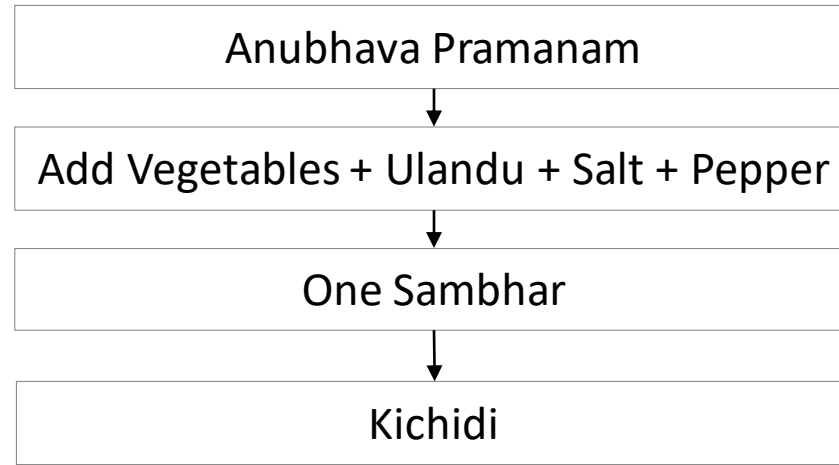 Anubhava Pramanam
Add Vegetables + Ulandu + Salt + Pepper
One Sambhar
Kichidi